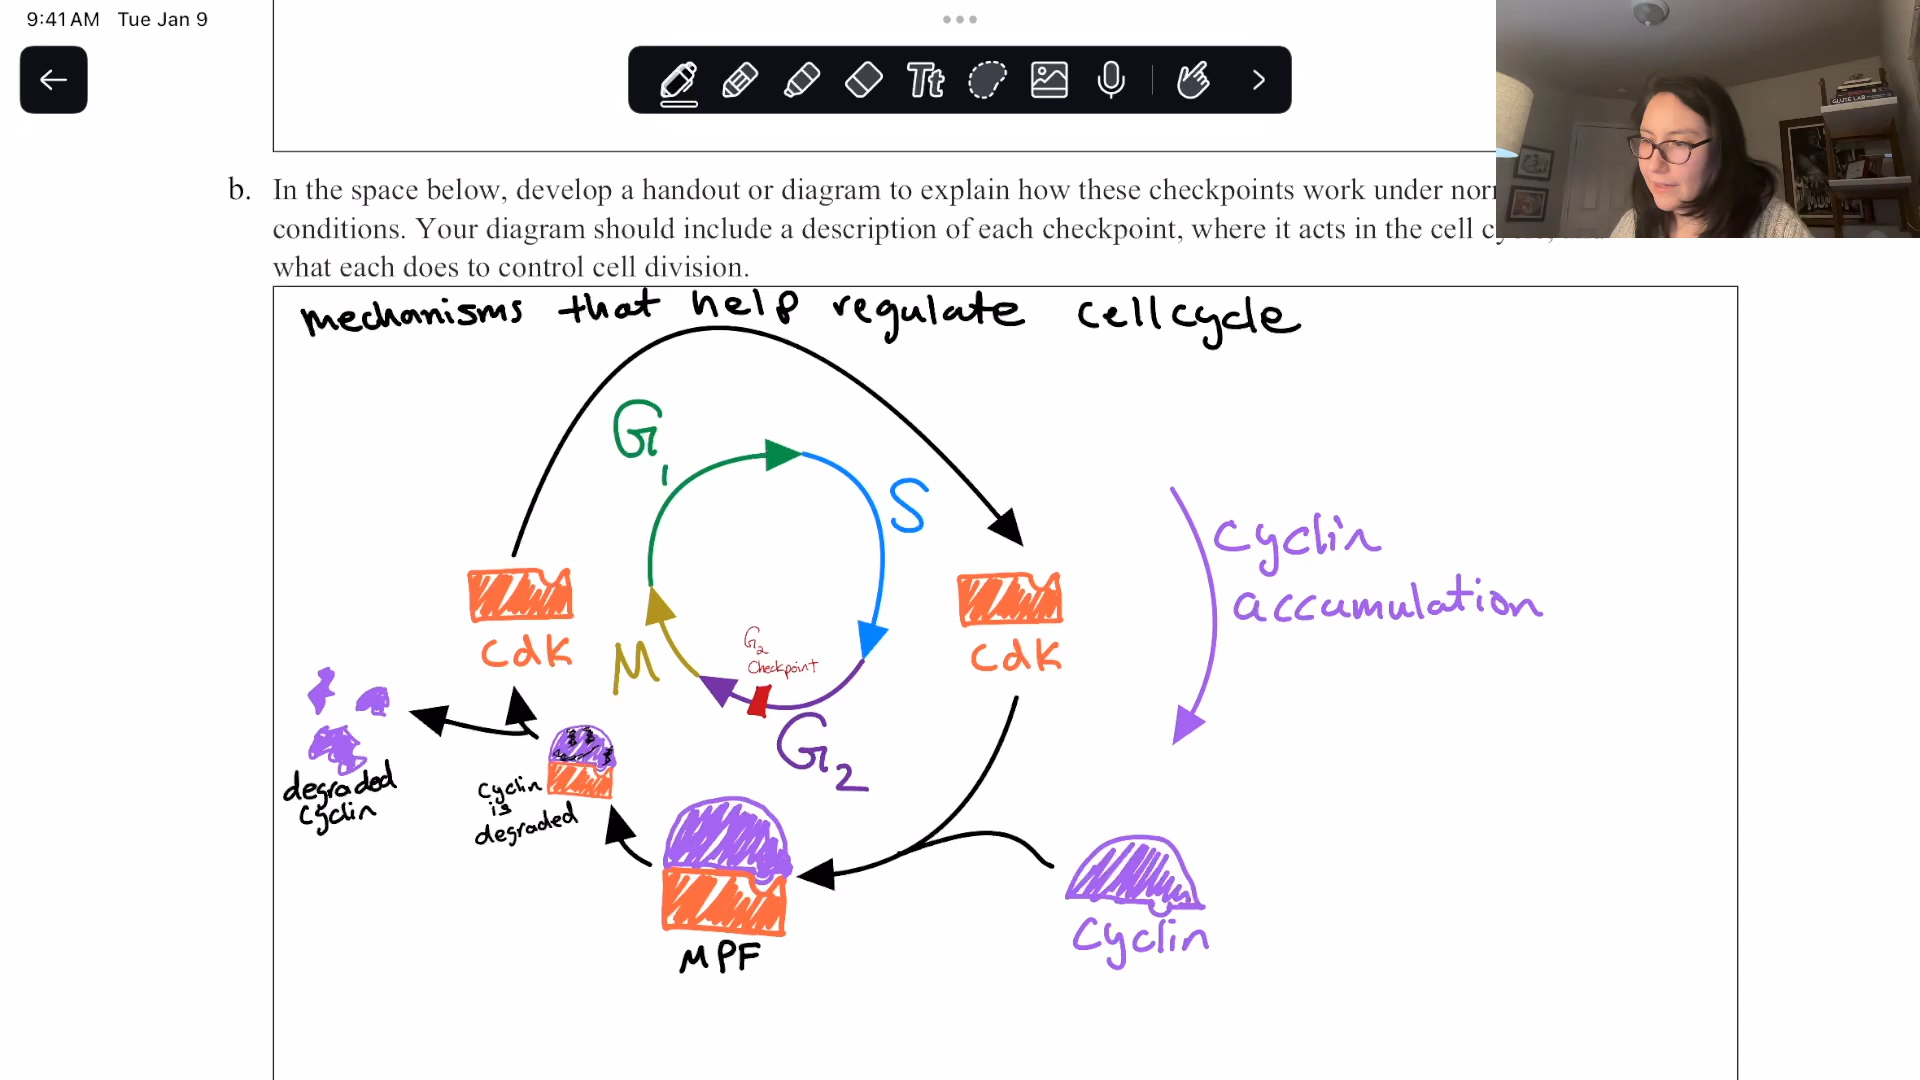 9:41 AM Tue Jan 9
Tt
GLUTE LAB
b. In the space below, develop a handout or diagram to explain how these checkpoints work under
conditions. Your diagram should include a description of each checkpoint, where it acts in the cell
what each does to control cell division.
mechanisms that help regulate cell cycle
G1
S
cyclin
accumulation
G2
checkpoint
M
CdK
CdK
G2
degraded
cyclin
cyclin
is
degraded
MPF
cyclin